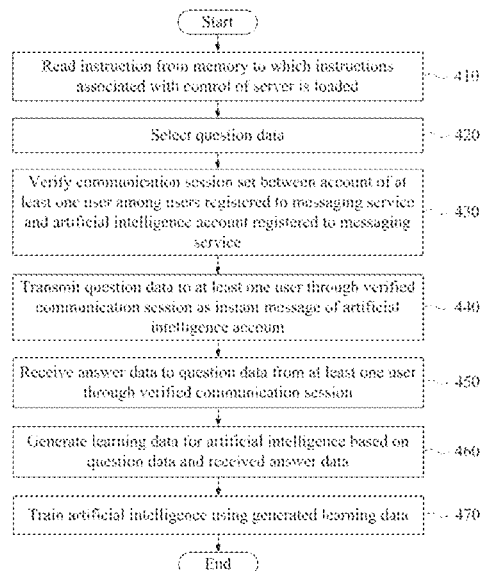 Start
Read instruction from memory to which instructions
associated with control of server is loaded
410
Select question data
420
Verify communication session set between account of at
least one user among users registered to messaging service
and artificial intelligence account registered to messaging
service
430
Transmit question data to at least one user through verified
communication session as instant message of artificial
intelligence account
440
Receive answer data to question data from at least one user
through verified communication session
450
Generate learning data for artificial intelligence based on
question data and received answer data
460
Train artificial intelligence using generated learning data
470
End